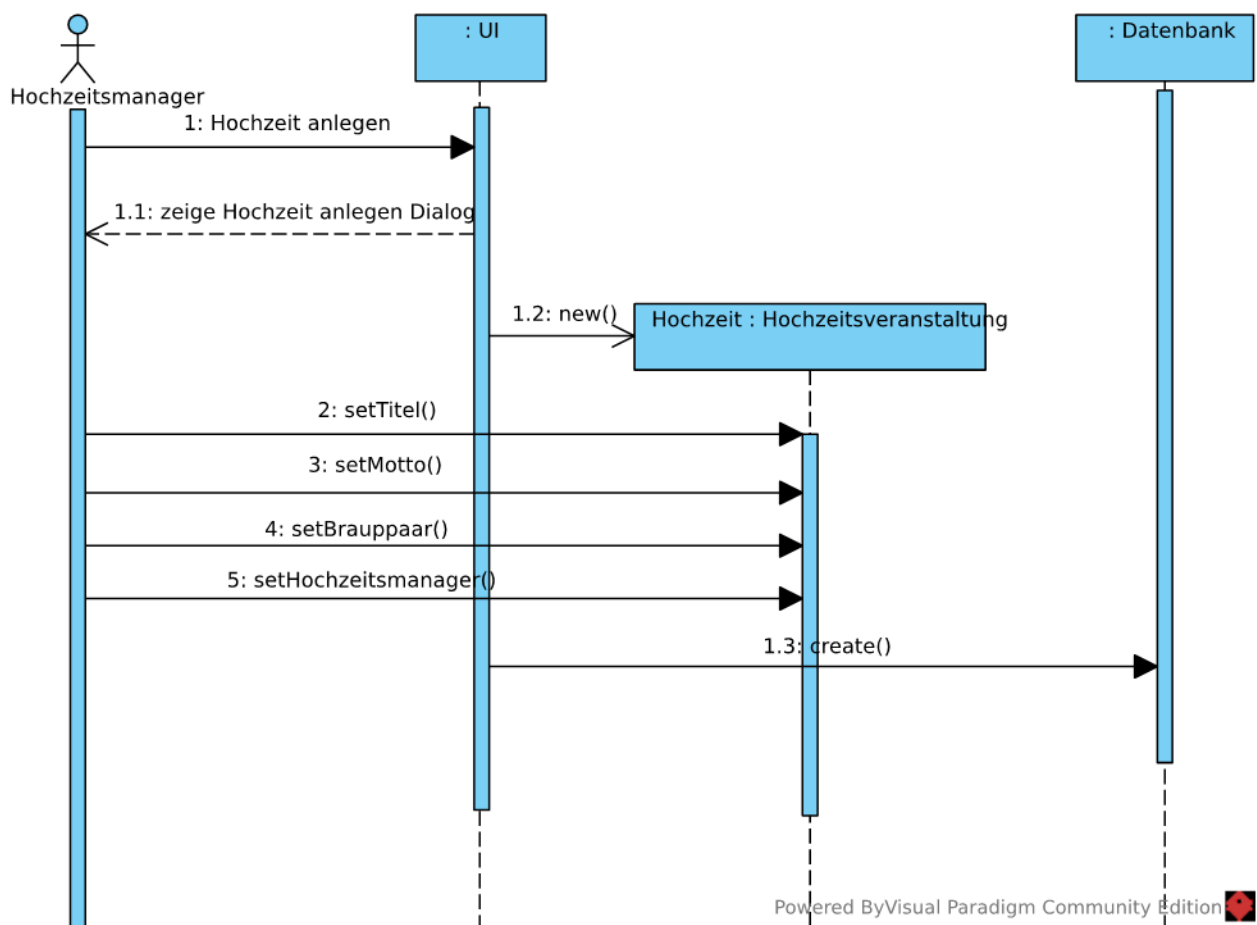 : UI
: Datenbank
Hochzeitsmanager
1: Hochzeit anlegen
1.1: zeige Hochzeit anlegen Dialog
1.2: new()
Hochzeit : Hochzeitsveranstaltung
2: setTitel()
3: setMotto()
4: setBrauppaar()
5: setHochzeitsmanager()
1.3: create()
Powered ByVisual Paradigm Community Edition